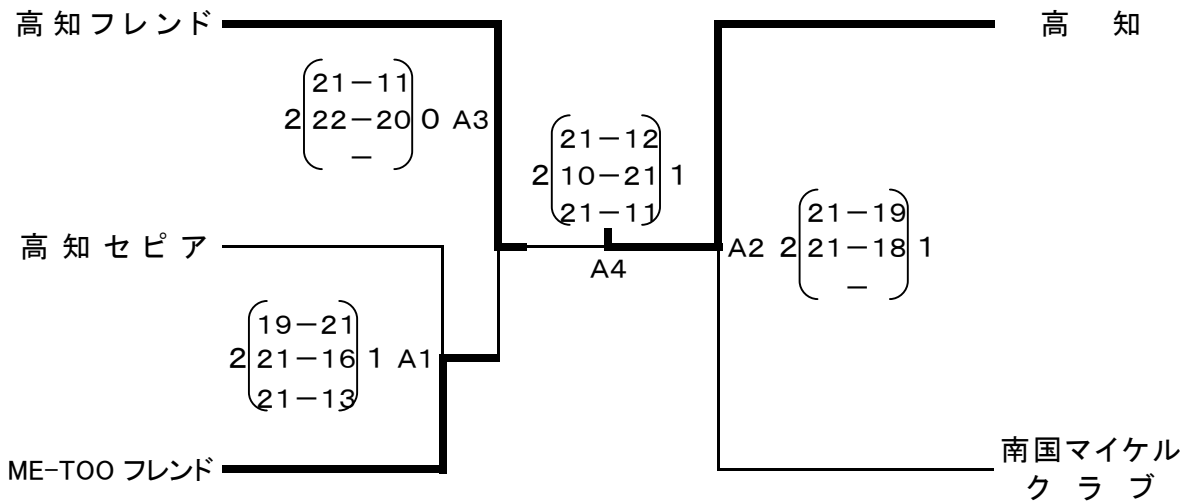 高知フレンド
高 知
21－11
2 22－20 0 A3
－
21－12
2 10－21 1
21－11
A4
21－19
A2 2 21－18 1
－
高知セピア
19－21
2 21－16 1 A1
21－13
ME-TOO フレンド
南国マイケル
クラブ